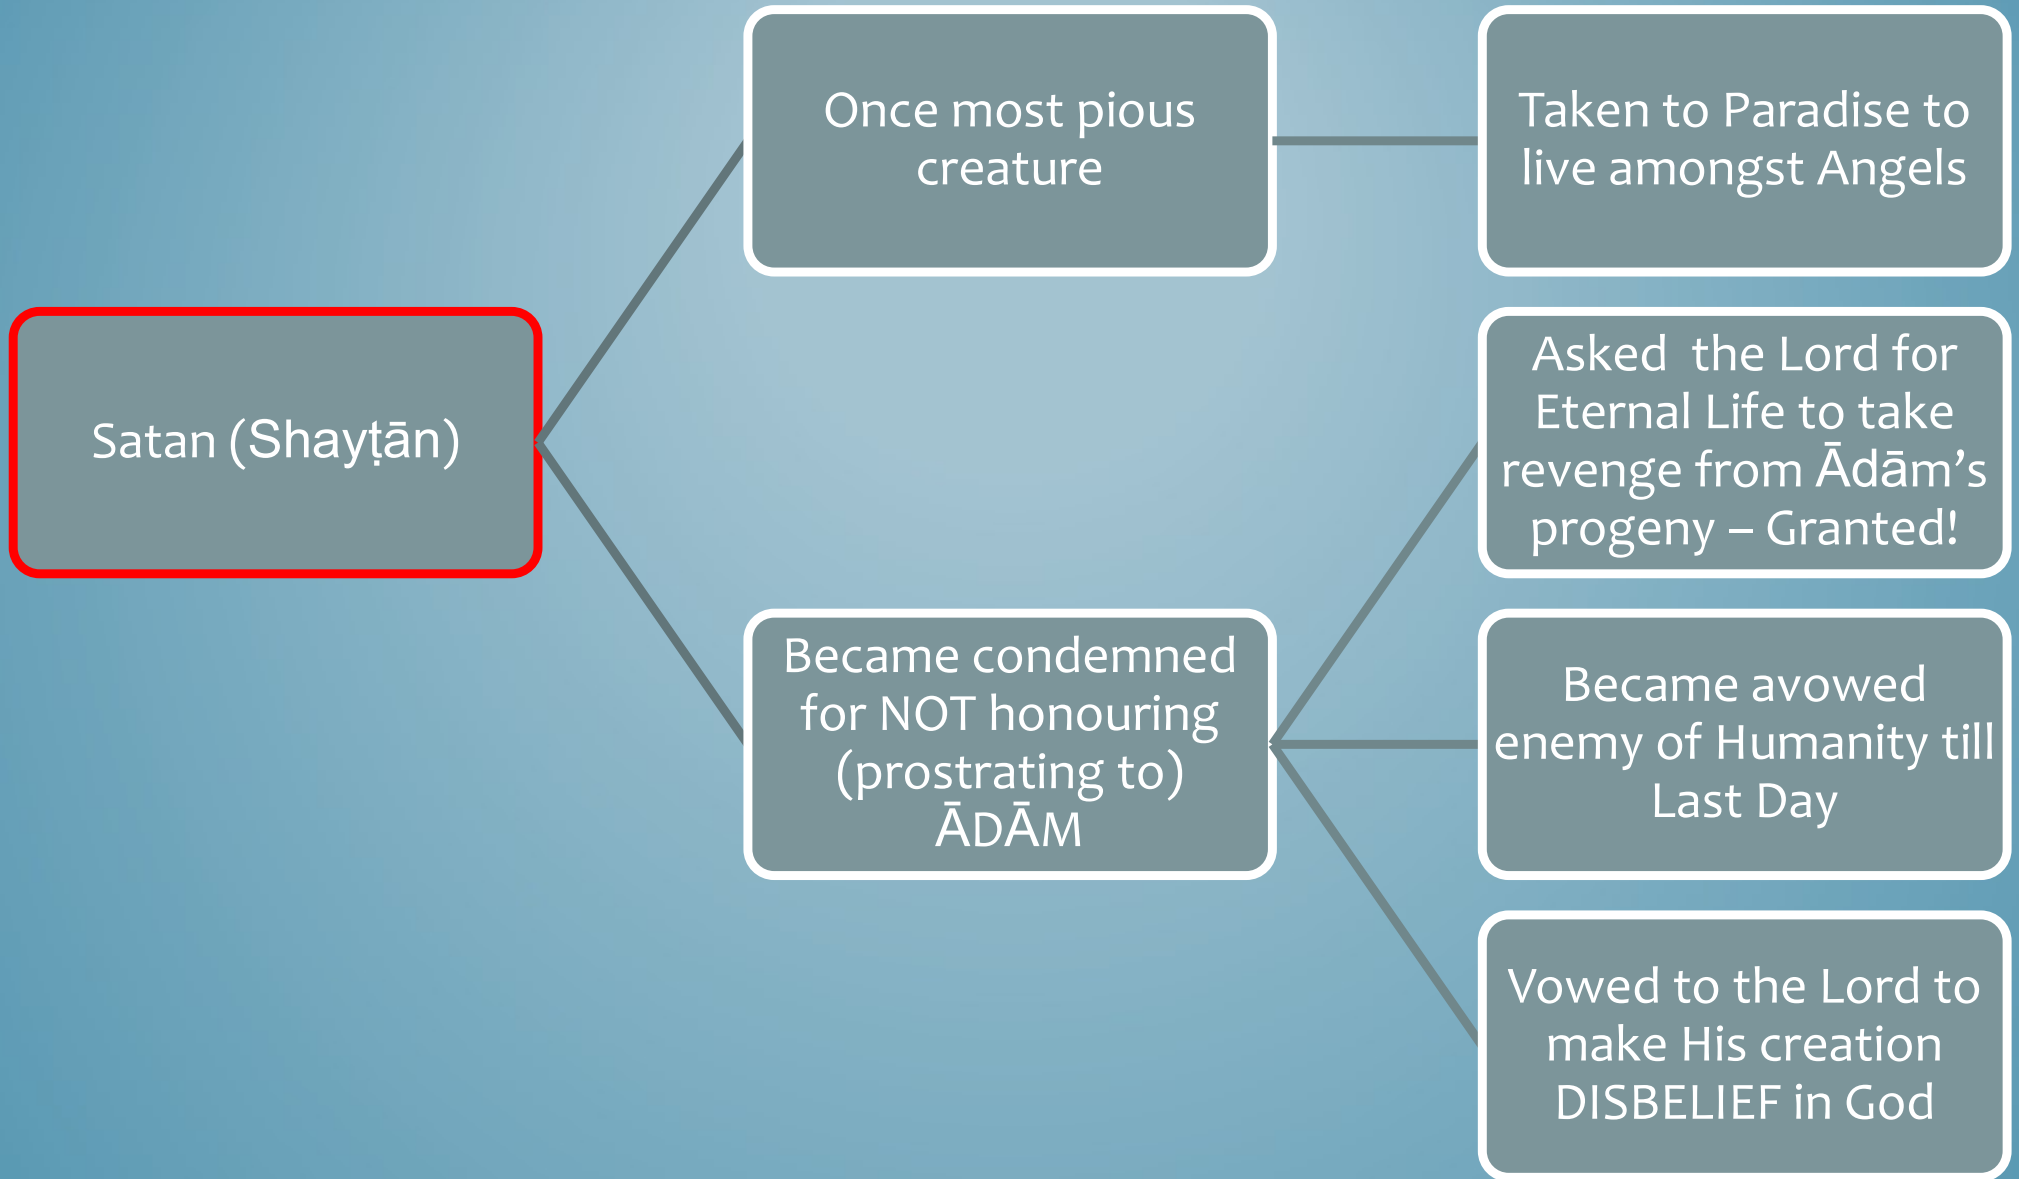 Satan (Shayṭān)
Once most pious
creature
Taken to Paradise to
live amongst Angels
Became condemned
for NOT honouring
(prostrating to)
ĀDĀM
Asked the Lord for
Eternal Life to take
revenge from Ādām’s
progeny – Granted!
Became avowed
enemy of Humanity till
Last Day
Vowed to the Lord to
make His creation
DISBELIEF in God